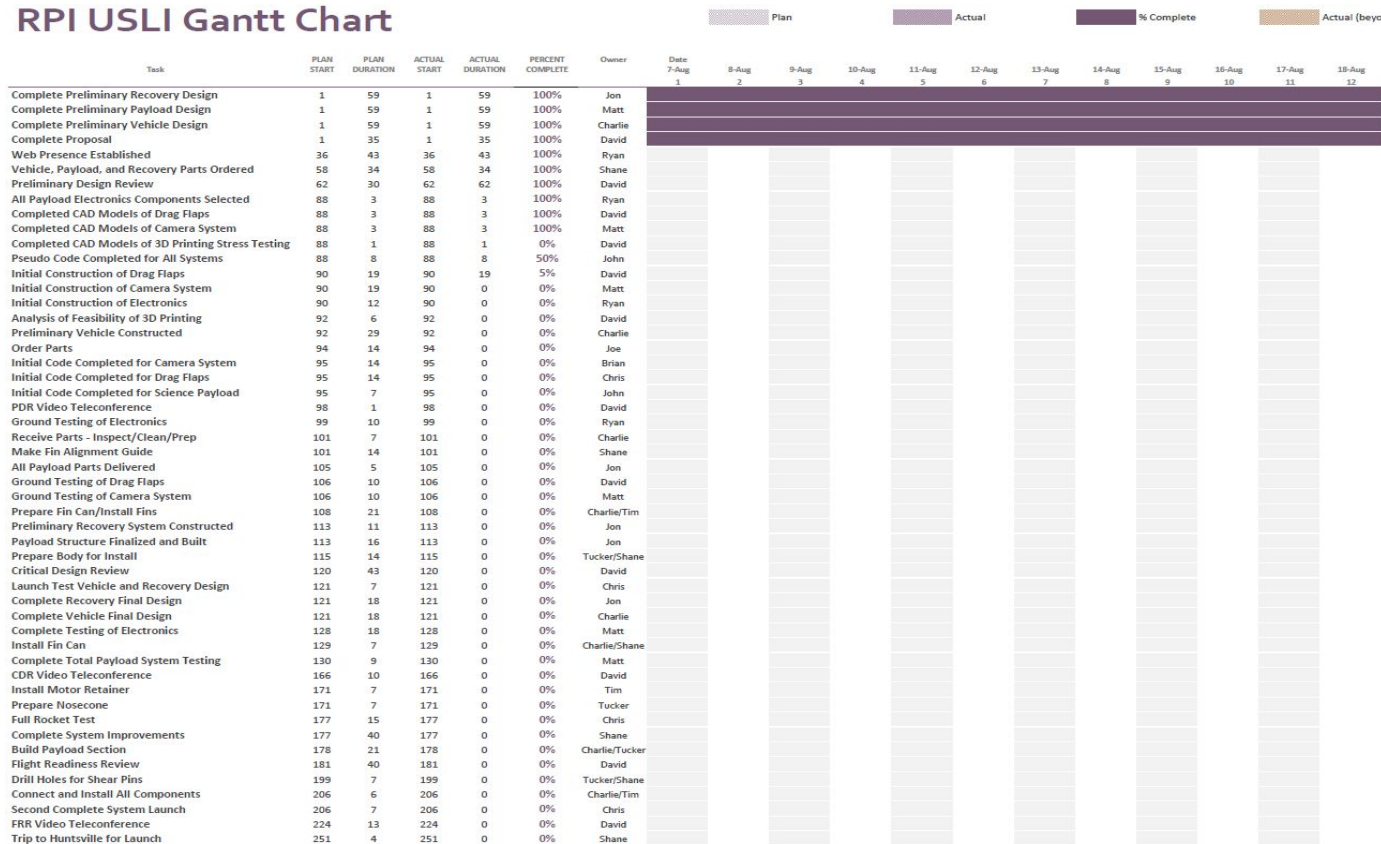 RPI USLI Gantt Chart
Plan Actual % Complete Actual (beyo
Task PLAN START PLAN DURATION ACTUAL START ACTUAL DURATION PERCENT COMPLETE Owner Date
7-Aug 8-Aug 9-Aug 10-Aug 11-Aug 12-Aug 13-Aug 14-Aug 15-Aug 16-Aug 17-Aug 18-Aug
1 2 3 4 5 6 7 8 9 10 11 12
Complete Preliminary Recovery Design 1 59 1 59 100% Jon
Complete Preliminary Payload Design 1 59 1 59 100% Matt
Complete Preliminary Vehicle Design 1 59 1 59 100% Charlie
Complete Proposal 1 35 1 35 100% David
Web Presence Established 36 43 36 43 100% Ryan
Vehicle, Payload, and Recovery Parts Ordered 58 34 58 34 100% Shane
Preliminary Design Review 62 30 62 62 100% David
All Payload Electronics Components Selected 88 3 88 3 100% Ryan
Completed CAD Models of Drag Flaps 88 3 88 3 100% David
Completed CAD Models of Camera System 88 3 88 3 100% Matt
Completed CAD Models of 3D Printing Stress Testing 88 1 88 1 0% David
Pseudo Code Completed for All Systems 88 8 88 8 50% John
Initial Construction of Drag Flaps 90 19 90 19 5% David
Initial Construction of Camera System 90 19 90 0 0% Matt
Initial Construction of Electronics 90 12 90 0 0% Ryan
Analysis of Feasibility of 3D Printing 92 6 92 0 0% David
Preliminary Vehicle Constructed 92 29 92 0 0% Charlie
Order Parts 94 14 94 0 0% Joe
Initial Code Completed for Camera System 95 14 95 0 0% Brian
Initial Code Completed for Drag Flaps 95 14 95 0 0% Chris
Initial Code Completed for Science Payload 95 7 95 0 0% John
PDR Video Teleconference 98 1 98 0 0% David
Ground Testing of Electronics 99 10 99 0 0% Ryan
Receive Parts - Inspect/Clean/Prep 101 7 101 0 0% Charlie
Make Fin Alignment Guide 101 14 101 0 0% Shane
All Payload Parts Delivered 105 5 105 0 0% Jon
Ground Testing of Drag Flaps 106 10 106 0 0% David
Ground Testing of Camera System 106 10 106 0 0% Matt
Prepare Fin Can/Install Fins 108 21 108 0 0% Charlie/Tim
Preliminary Recovery System Constructed 113 11 113 0 0% Jon
Payload Structure Finalized and Built 113 16 113 0 0% Jon
Prepare Body for Install 115 14 115 0 0% Tucker/Shane
Critical Design Review 120 43 120 0 0% David
Launch Test Vehicle and Recovery Design 121 7 121 0 0% Chris
Complete Recovery Final Design 121 18 121 0 0% Jon
Complete Vehicle Final Design 121 18 121 0 0% Charlie
Complete Testing of Electronics 128 18 128 0 0% Matt
Install Fin Can 129 7 129 0 0% Charlie/Shane
Complete Total Payload System Testing 130 9 130 0 0% Matt
CDR Video Teleconference 166 10 166 0 0% David
Install Motor Retainer 171 7 171 0 0% Tim
Prepare Nosecone 171 7 171 0 0% Tucker
Full Rocket Test 177 15 177 0 0% Chris
Complete System Improvements 177 40 177 0 0% Shane
Build Payload Section 178 21 178 0 0% Charlie/Tucker
Flight Readiness Review 181 40 181 0 0% David
Drill Holes for Shear Pins 199 7 199 0 0% Tucker/Shane
Connect and Install All Components 206 6 206 0 0% Charlie/Tim
Second Complete System Launch 206 7 206 0 0% Chris
FRR Video Teleconference 224 13 224 0 0% David
Trip to Huntsville for Launch 251 4 251 0 0% Shane